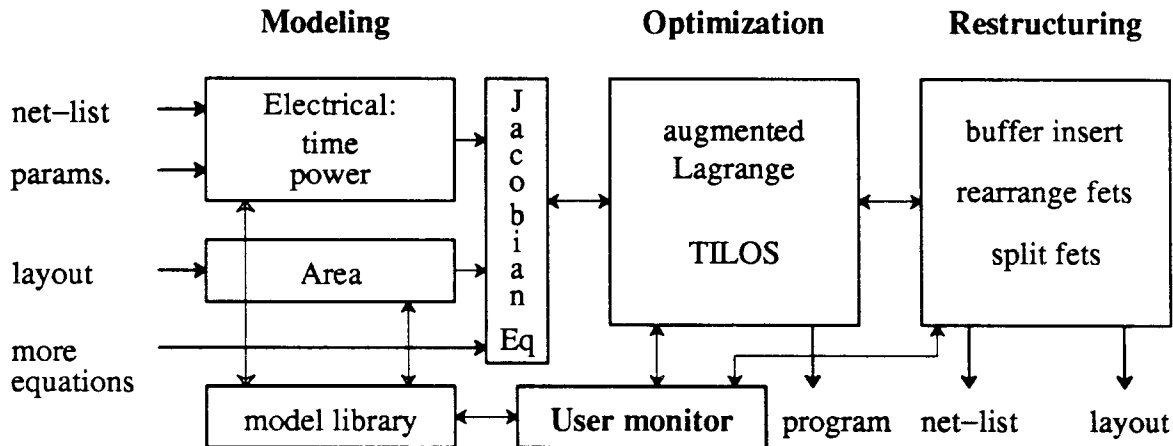 Modeling
Optimization
Restructuring
net–list
params.
layout
more
equations
Electrical:
time
power
Area
Jacobian
Eq
augmented
Lagrange
TILOS
buffer insert
rearrange fets
split fets
model library
User monitor
program
net–list
layout